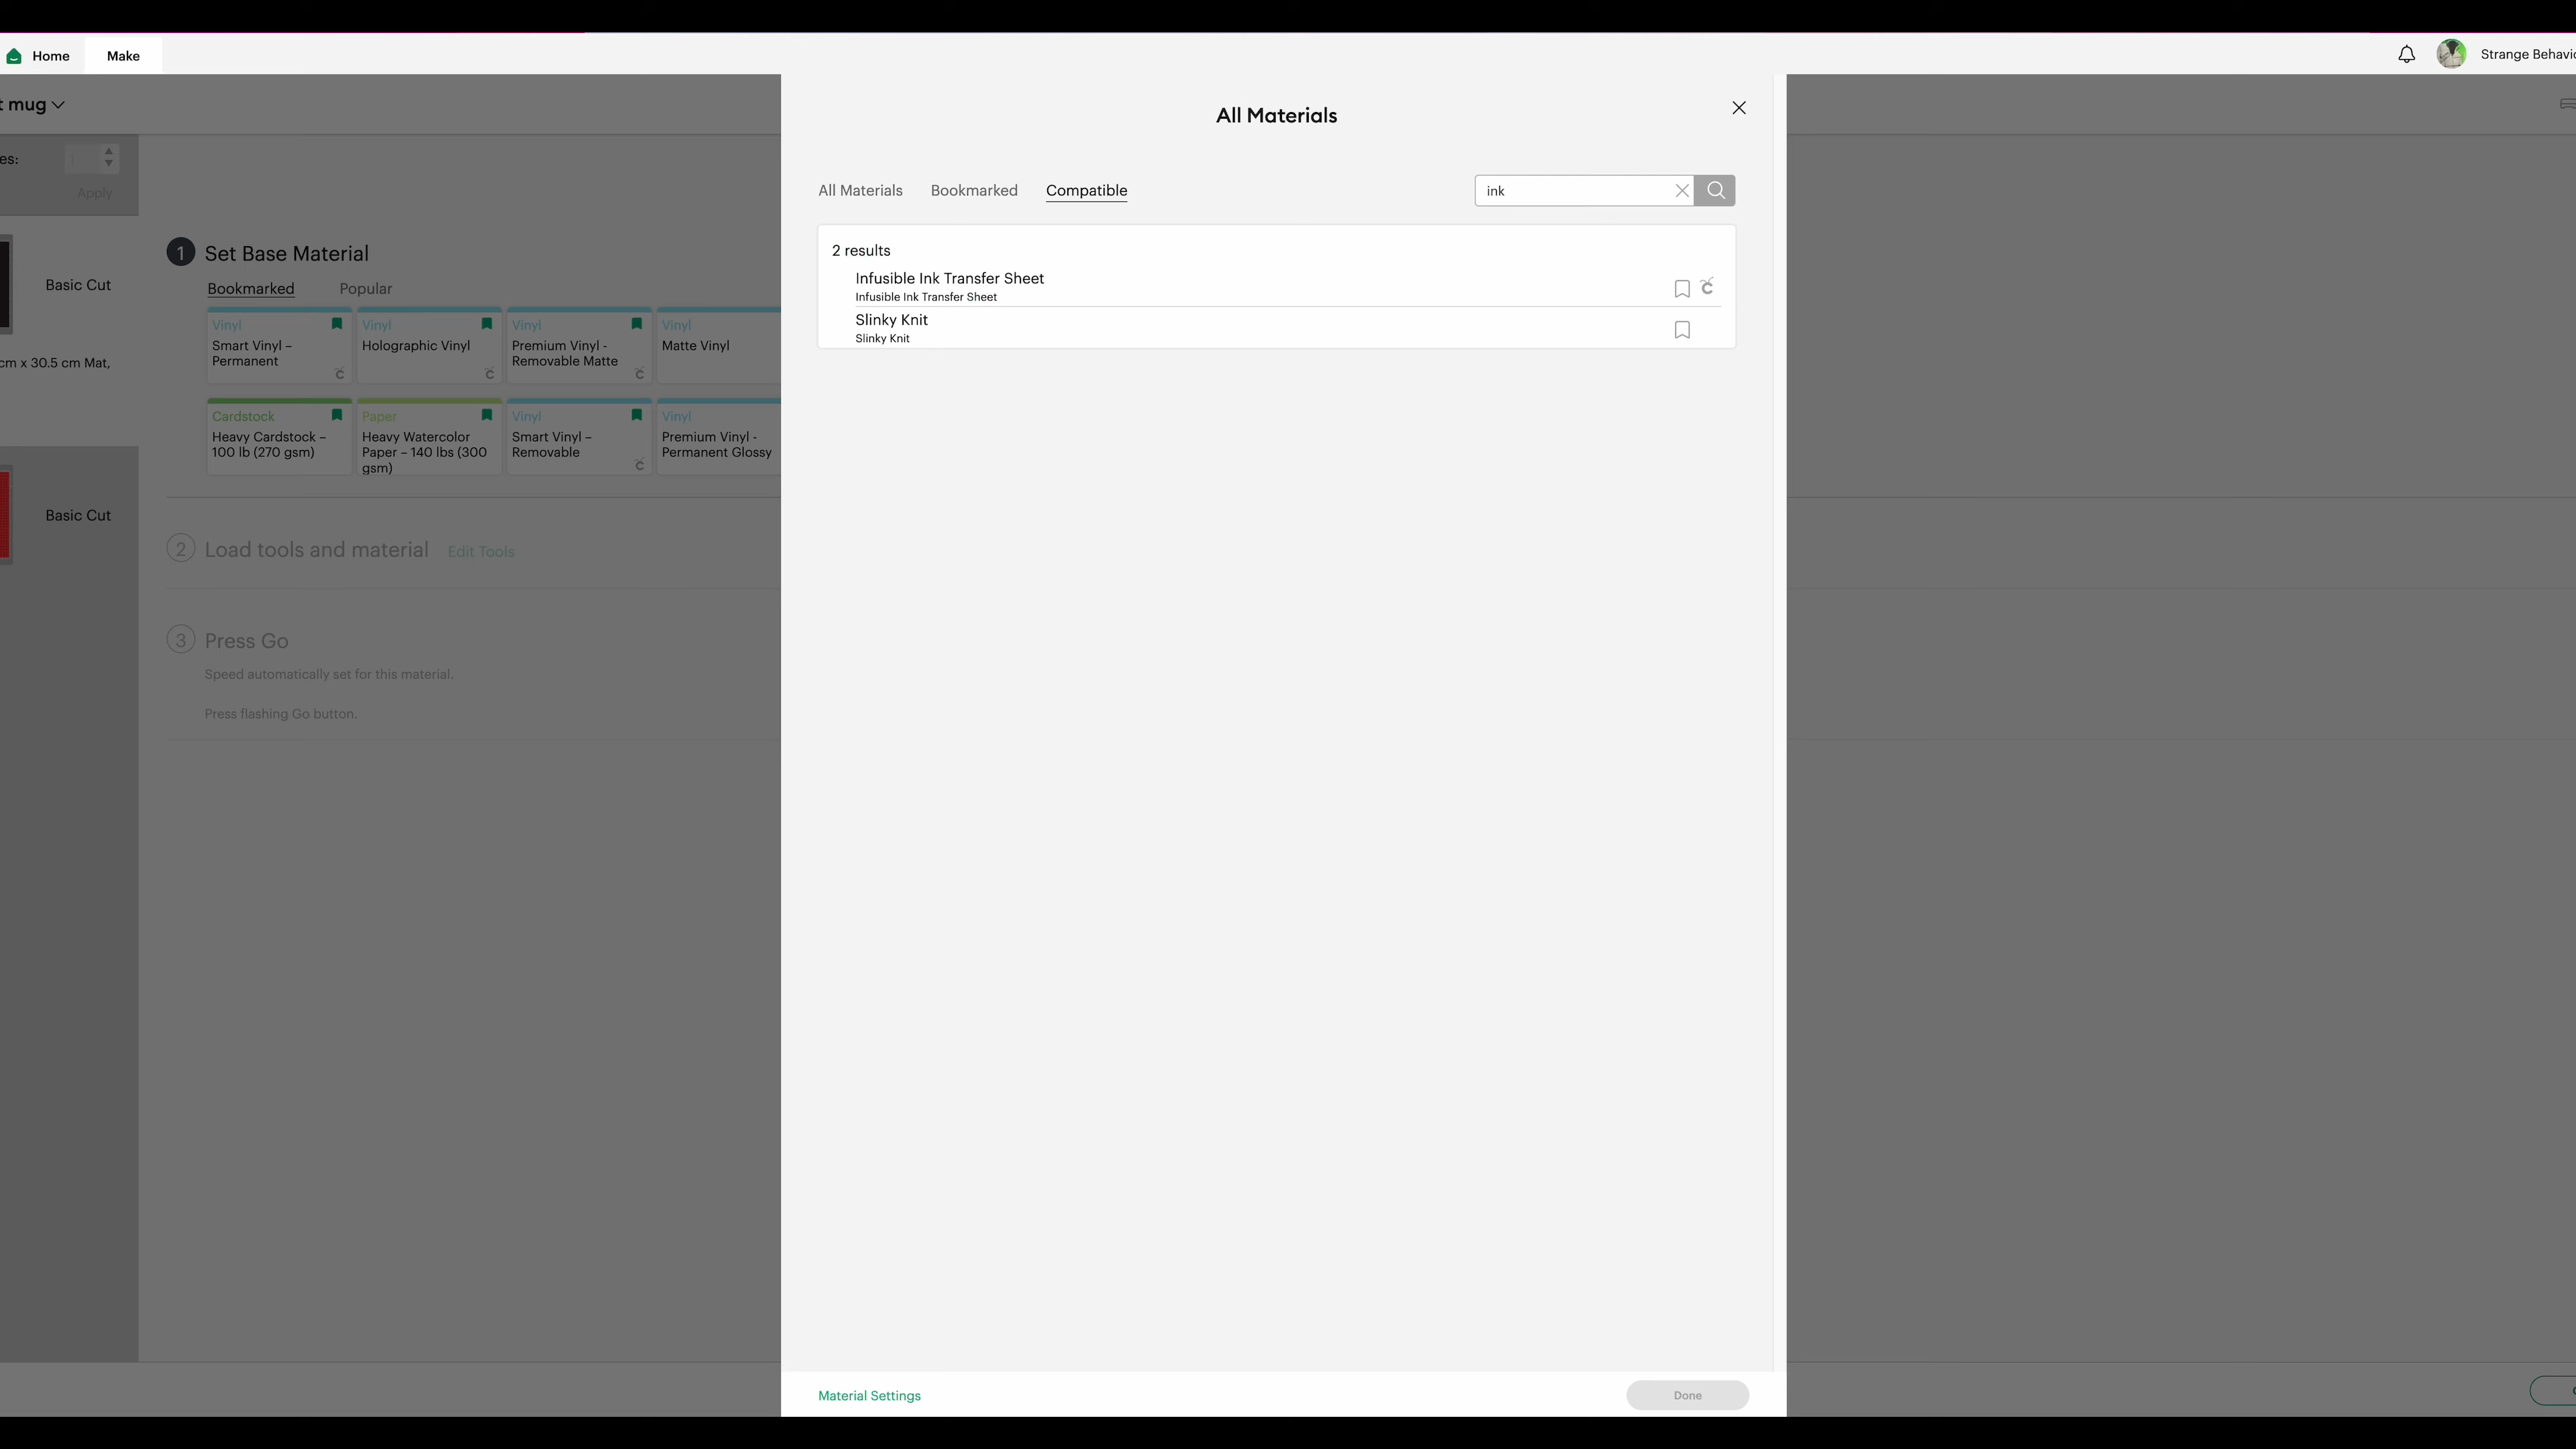 Home
Make
Strange Behavio
t mug
es:
Apply
Basic Cut
cm x 30.5 cm Mat,
Basic Cut
1 Set Base Material
Bookmarked
Popular
Vinyl
Smart Vinyl –
Permanent
Vinyl
Holographic Vinyl
Vinyl
Premium Vinyl -
Removable Matte
Vinyl
Matte Vinyl
Cardstock
Heavy Cardstock –
100 lb (270 gsm)
Paper
Heavy Watercolor
Paper – 140 lbs (300
gsm)
Vinyl
Smart Vinyl –
Removable
Vinyl
Premium Vinyl -
Permanent Glossy
2 Load tools and material Edit Tools
3 Press Go
Speed automatically set for this material.
Press flashing Go button.
All Materials
All Materials
Bookmarked
Compatible
ink
2 results
Infusible Ink Transfer Sheet
Infusible Ink Transfer Sheet
Slinky Knit
Slinky Knit
Material Settings
Done